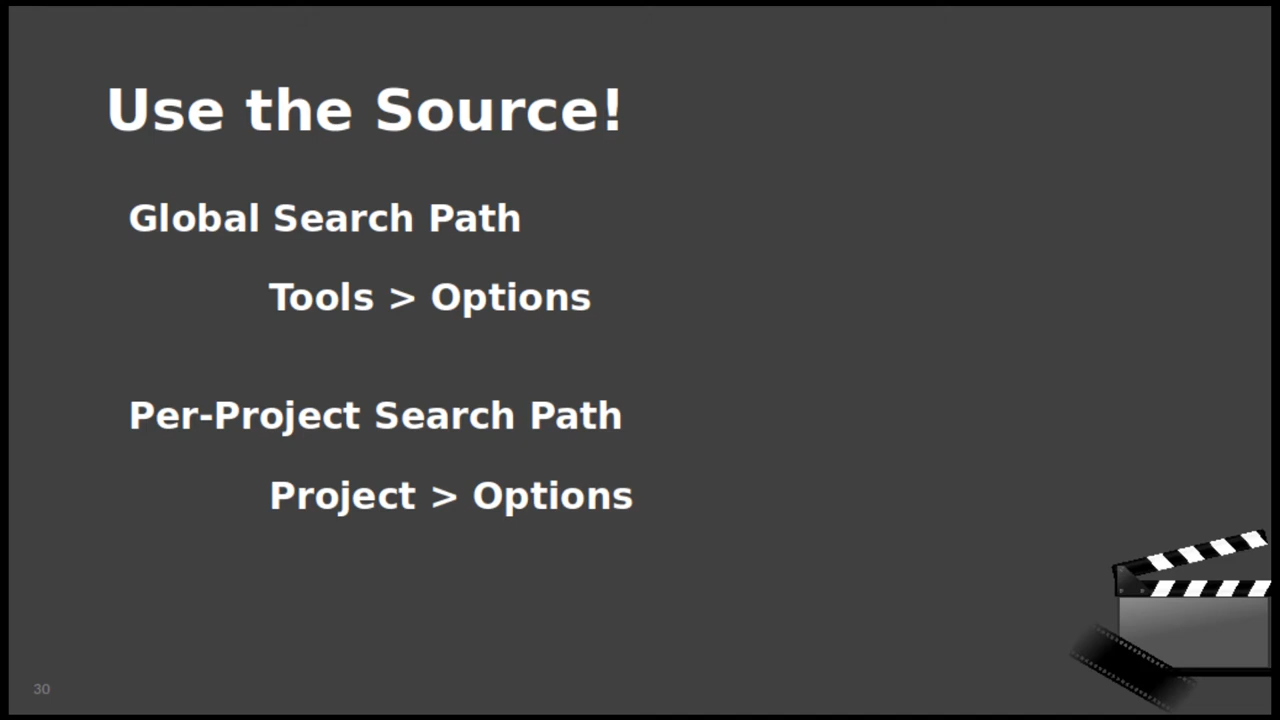 Use the Source!
Global Search Path
Tools > Options
Per-Project Search Path
Project > Options
30